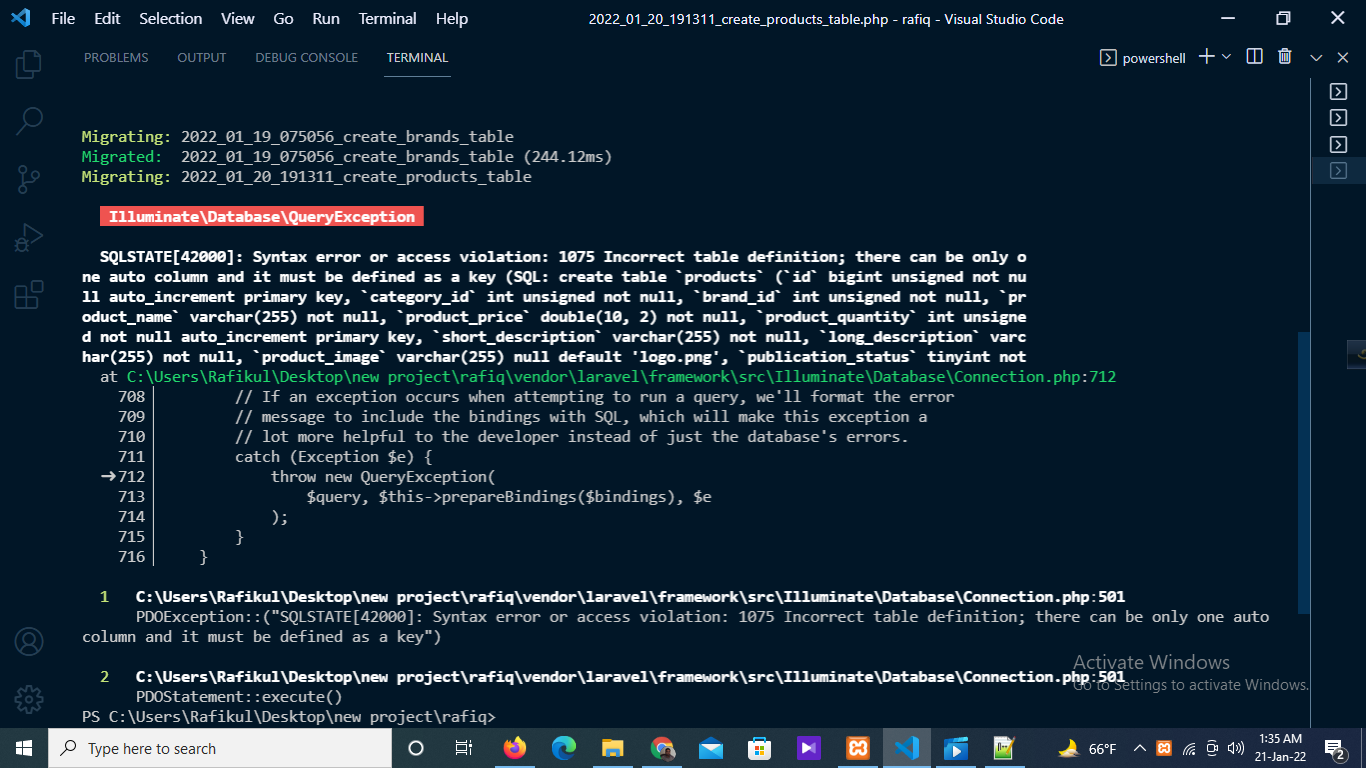 File Edit Selection View Go Run Terminal Help
2022_01_20_191311_create_products_table.php - rafiq - Visual Studio Code
PROBLEMS OUTPUT DEBUG CONSOLE TERMINAL
powershell
Migrating: 2022_01_19_075056_create_brands_table
Migrated:  2022_01_19_075056_create_brands_table (244.12ms)
Migrating: 2022_01_20_191311_create_products_table
Illuminate\Database\QueryException
SQLSTATE[42000]: Syntax error or access violation: 1075 Incorrect table definition; there can be only o
ne auto column and it must be defined as a key (SQL: create table `products` (`id` bigint unsigned not nu
ll auto_increment primary key, `category_id` int unsigned not null, `brand_id` int unsigned not null, `pr
oduct_name` varchar(255) not null, `product_price` double(10, 2) not null, `product_quantity` int unsigne
d not null auto_increment primary key, `short_description` varchar(255) not null, `long_description` varc
har(255) not null, `product_image` varchar(255) null default 'logo.png', `publication_status` tinyint not
at C:\Users\Rafikul\Desktop\new project\rafiq\vendor\laravel\framework\src\Illuminate\Database\Connection.php:712
708 // If an exception occurs when attempting to run a query, we'll format the error
709 // message to include the bindings with SQL, which will make this exception a
710 // lot more helpful to the developer instead of just the database's errors.
711 catch (Exception $e) {
➜712 throw new QueryException(
713 $query, $this->prepareBindings($bindings), $e
714 );
715 }
716 }
1 C:\Users\Rafikul\Desktop\new project\rafiq\vendor\laravel\framework\src\Illuminate\Database\Connection.php:501
PDOException::("SQLSTATE[42000]: Syntax error or access violation: 1075 Incorrect table definition; there can be only one auto
column and it must be defined as a key")
2 C:\Users\Rafikul\Desktop\new project\rafiq\vendor\laravel\framework\src\Illuminate\Database\Connection.php:501
PDOStatement::execute()
PS C:\Users\Rafikul\Desktop\new project\rafiq>
Activate Windows
Go to Settings to activate Windows.
Type here to search
66°F
1:35 AM
21-Jan-22
2